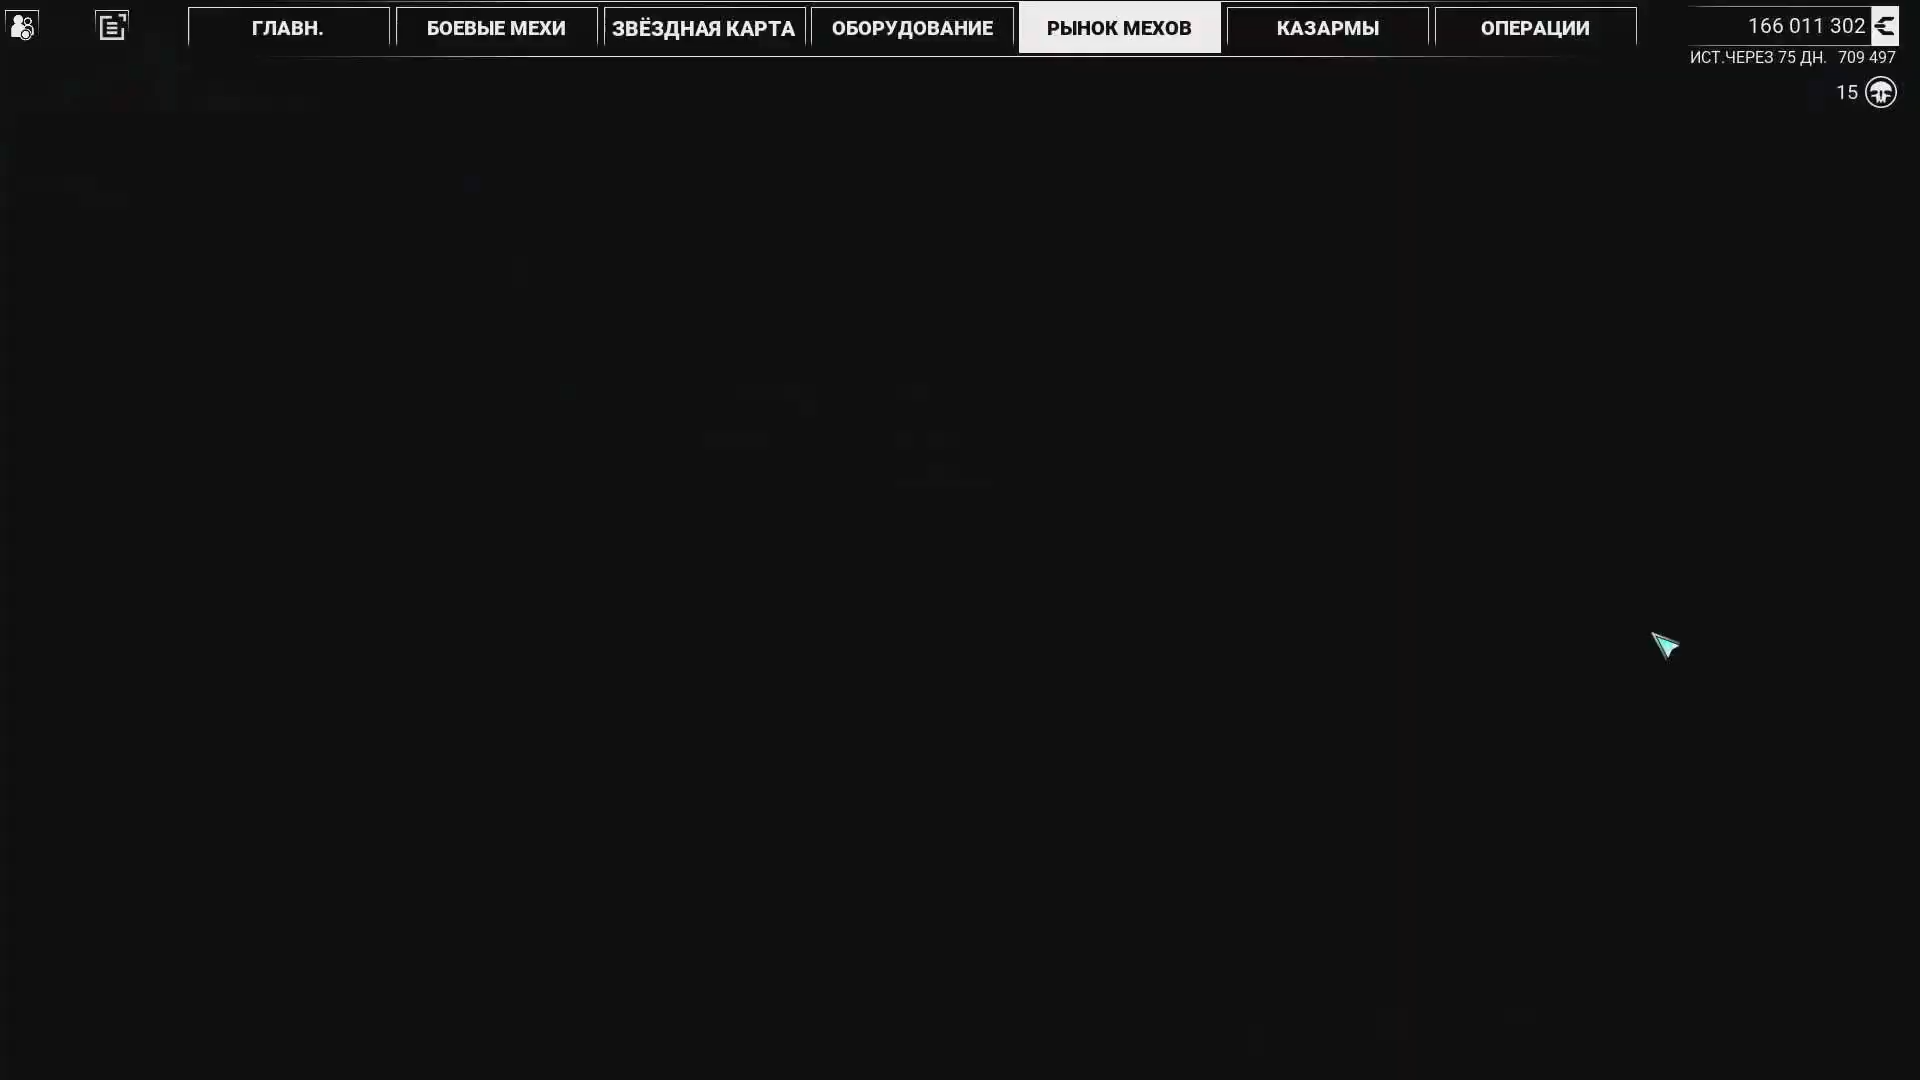 ГЛАВН.
БОЕВЫЕ МЕХИ
ЗВЁЗДНАЯ КАРТА
ОБОРУДОВАНИЕ
РЫНОК МЕХОВ
КАЗАРМЫ
ОПЕРАЦИИ
166 011 302
ИСТ.ЧЕРЕЗ 75 ДН. 709 497
15